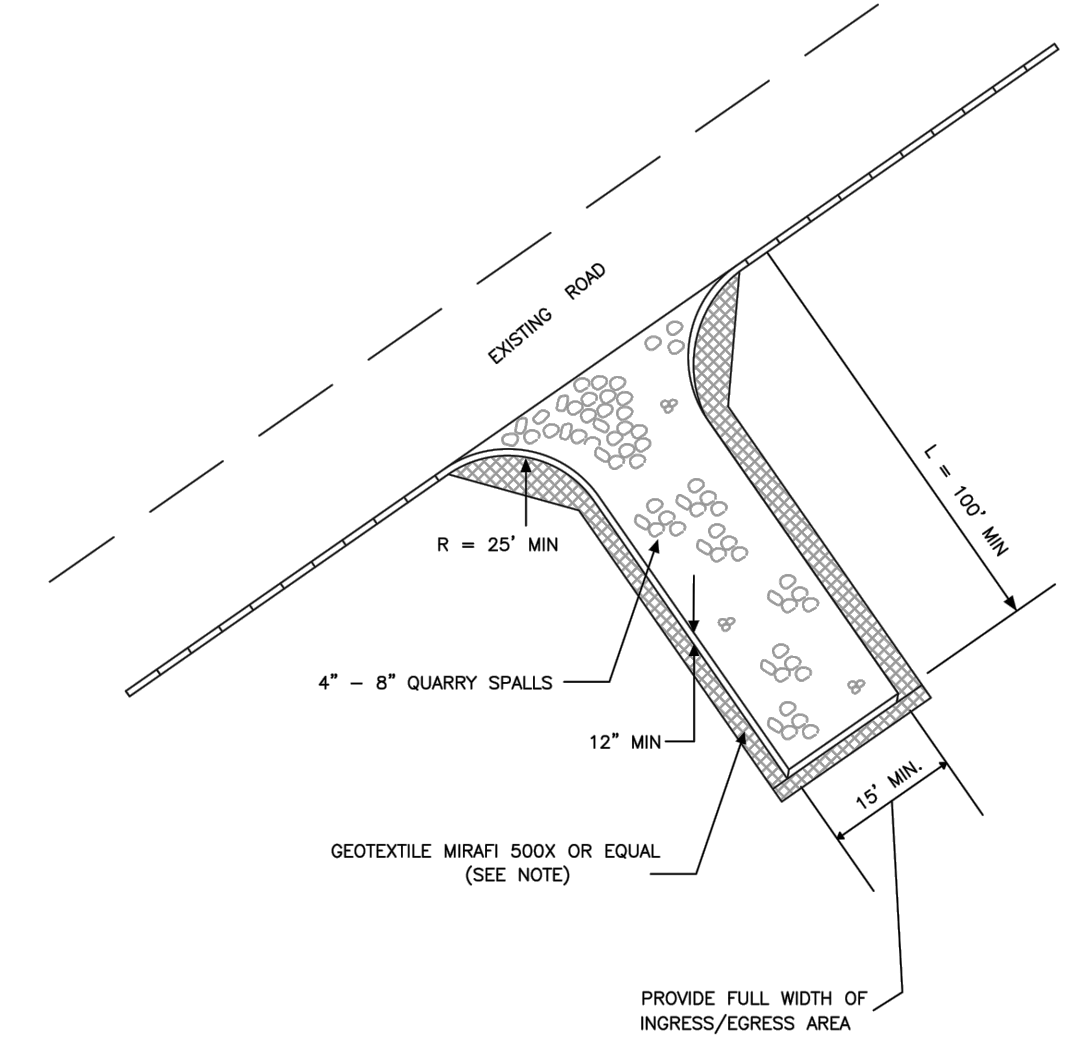 EXISTING ROAD
L = 100' MIN
R = 25' MIN
4" - 8" QUARRY SPALLS
12" MIN
15' MIN.
GEOTEXTILE MIRAFI 500X OR EQUAL
(SEE NOTE)
PROVIDE FULL WIDTH OF
INGRESS/EGRESS AREA